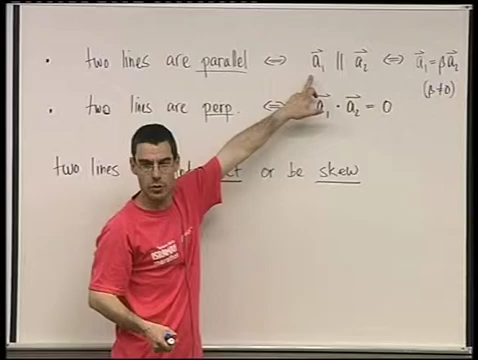 • two lines are parallel ⇔ a⃗₁ ∥ a⃗₂ ⇔ a⃗₁ = βa⃗₂
(β≠0)
• two lines are perp. ⇔ a⃗₁ · a⃗₂ = 0
two lines or be skew